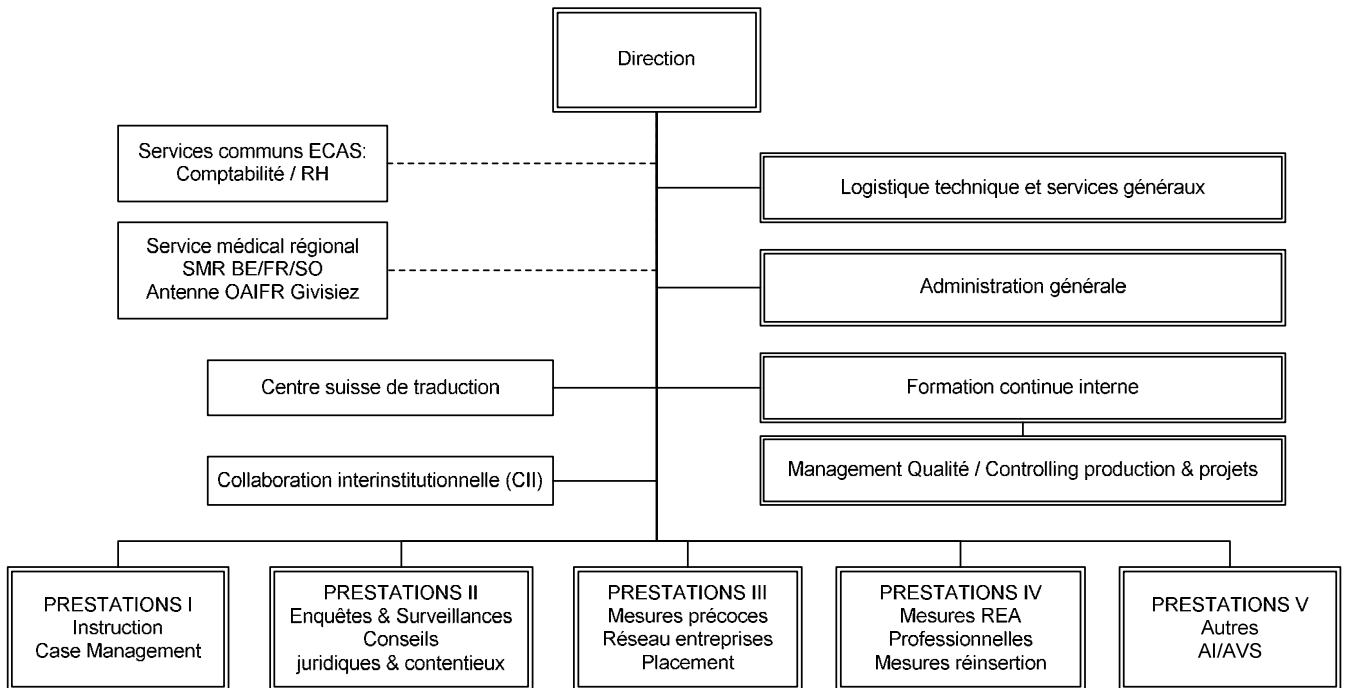 Direction
Services communs ECAS:
Comptabilité / RH
Logistique technique et services généraux
Service médical régional
SMR BE/FR/SO
Antenne OAIFR Givisiez
Administration générale
Centre suisse de traduction
Formation continue interne
Management Qualité / Controlling production & projets
Collaboration interinstitutionnelle (CII)
PRESTATIONS I
Instruction
Case Management
PRESTATIONS II
Enquêtes & Surveillances
Conseils
juridiques & contentieux
PRESTATIONS III
Mesures précoces
Réseau entreprises
Placement
PRESTATIONS IV
Mesures REA
Professionnelles
Mesures réinsertion
PRESTATIONS V
Autres
AI/AVS